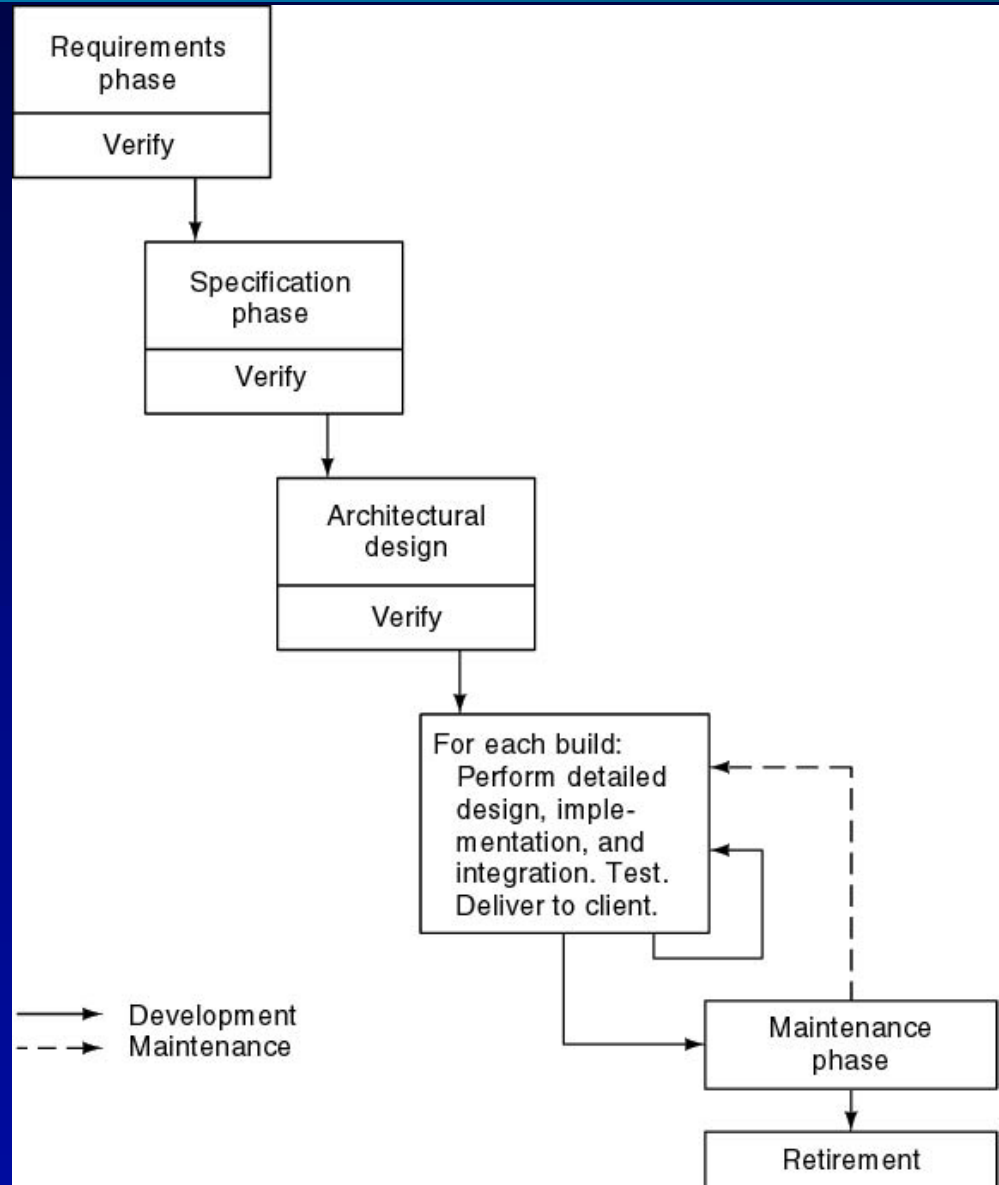 Requirements
phase
Verify
Specification
phase
Verify
Architectural
design
Verify
For each build:
Perform detailed
design, imple-
mentation, and
integration. Test.
Deliver to client.
Development
Maintenance
Maintenance
phase
Retirement